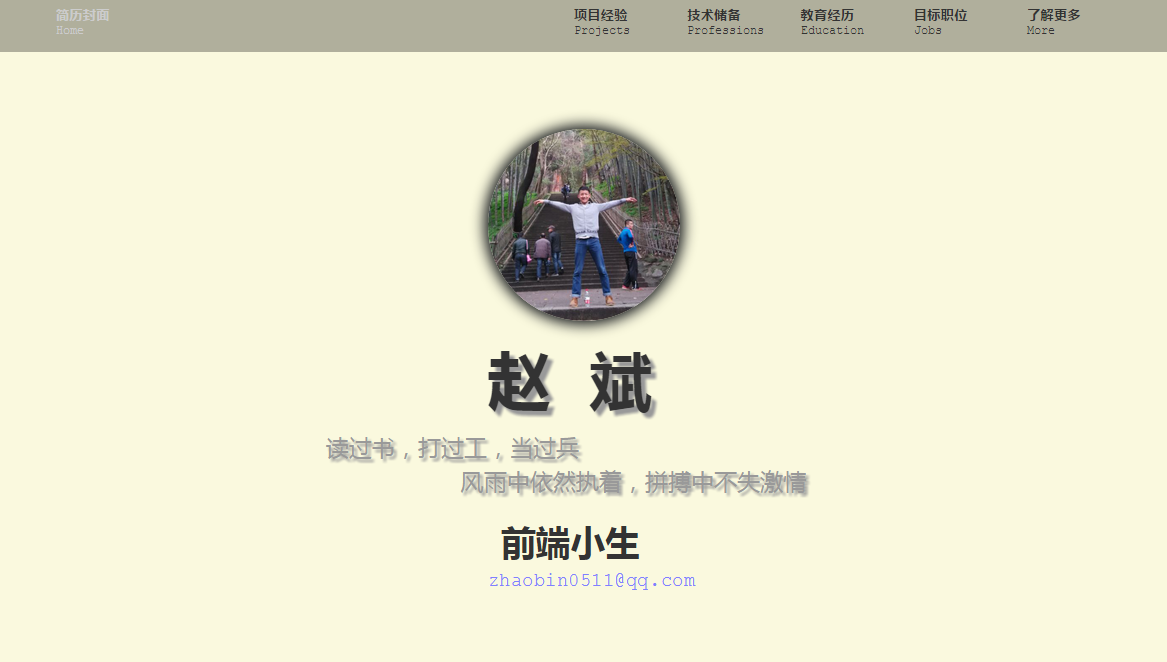 简历封面
Home
项目经验
Projects
技术储备
Professions
教育经历
Education
目标职位
Jobs
了解更多
More
赵 斌
读过书，打过工，当过兵
风雨中依然执着，拼搏中不失激情
前端小生
zhaobin0511@qq.com